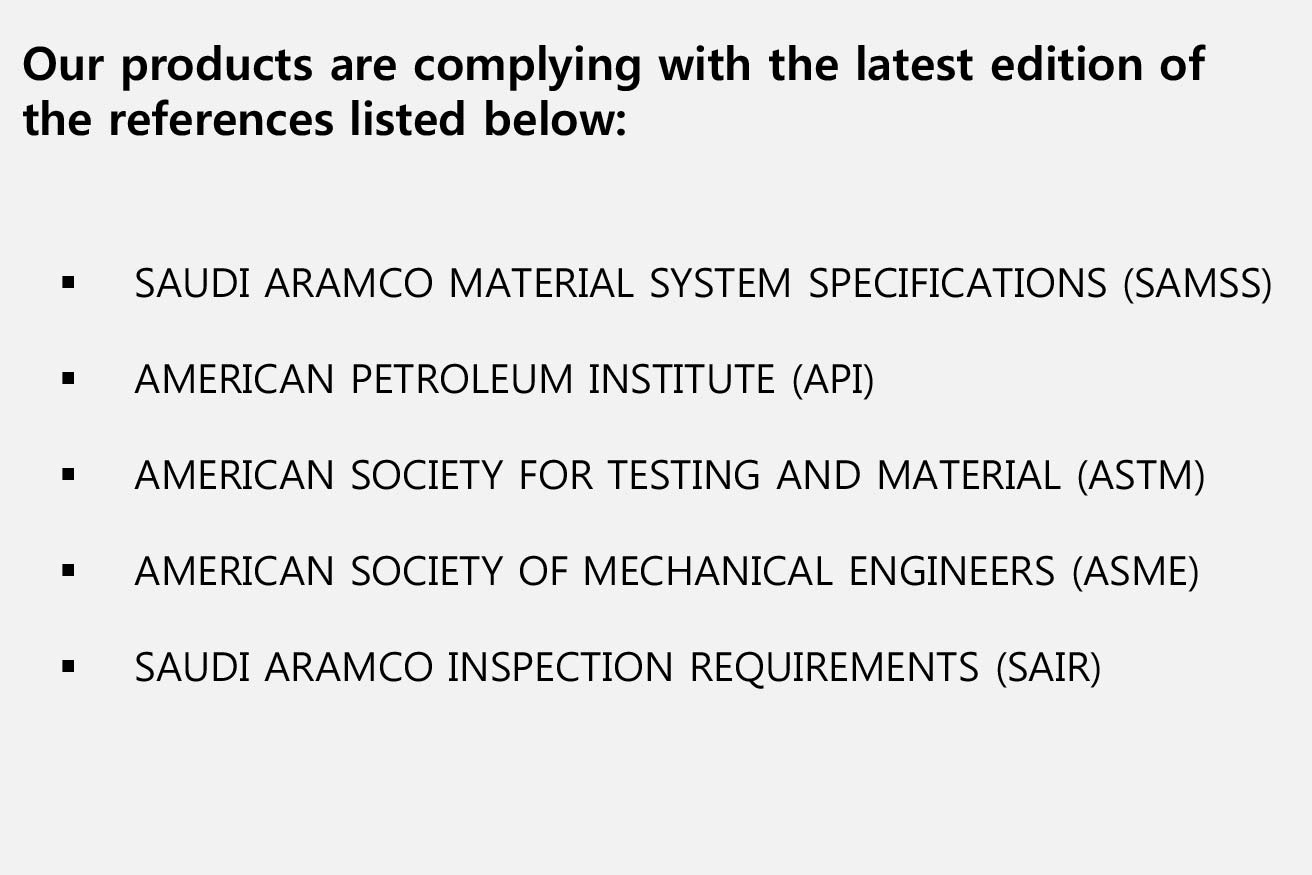 Our products are complying with the latest edition of
the references listed below:
▪ SAUDI ARAMCO MATERIAL SYSTEM SPECIFICATIONS (SAMSS)
▪ AMERICAN PETROLEUM INSTITUTE (API)
▪ AMERICAN SOCIETY FOR TESTING AND MATERIAL (ASTM)
▪ AMERICAN SOCIETY OF MECHANICAL ENGINEERS (ASME)
▪ SAUDI ARAMCO INSPECTION REQUIREMENTS (SAIR)